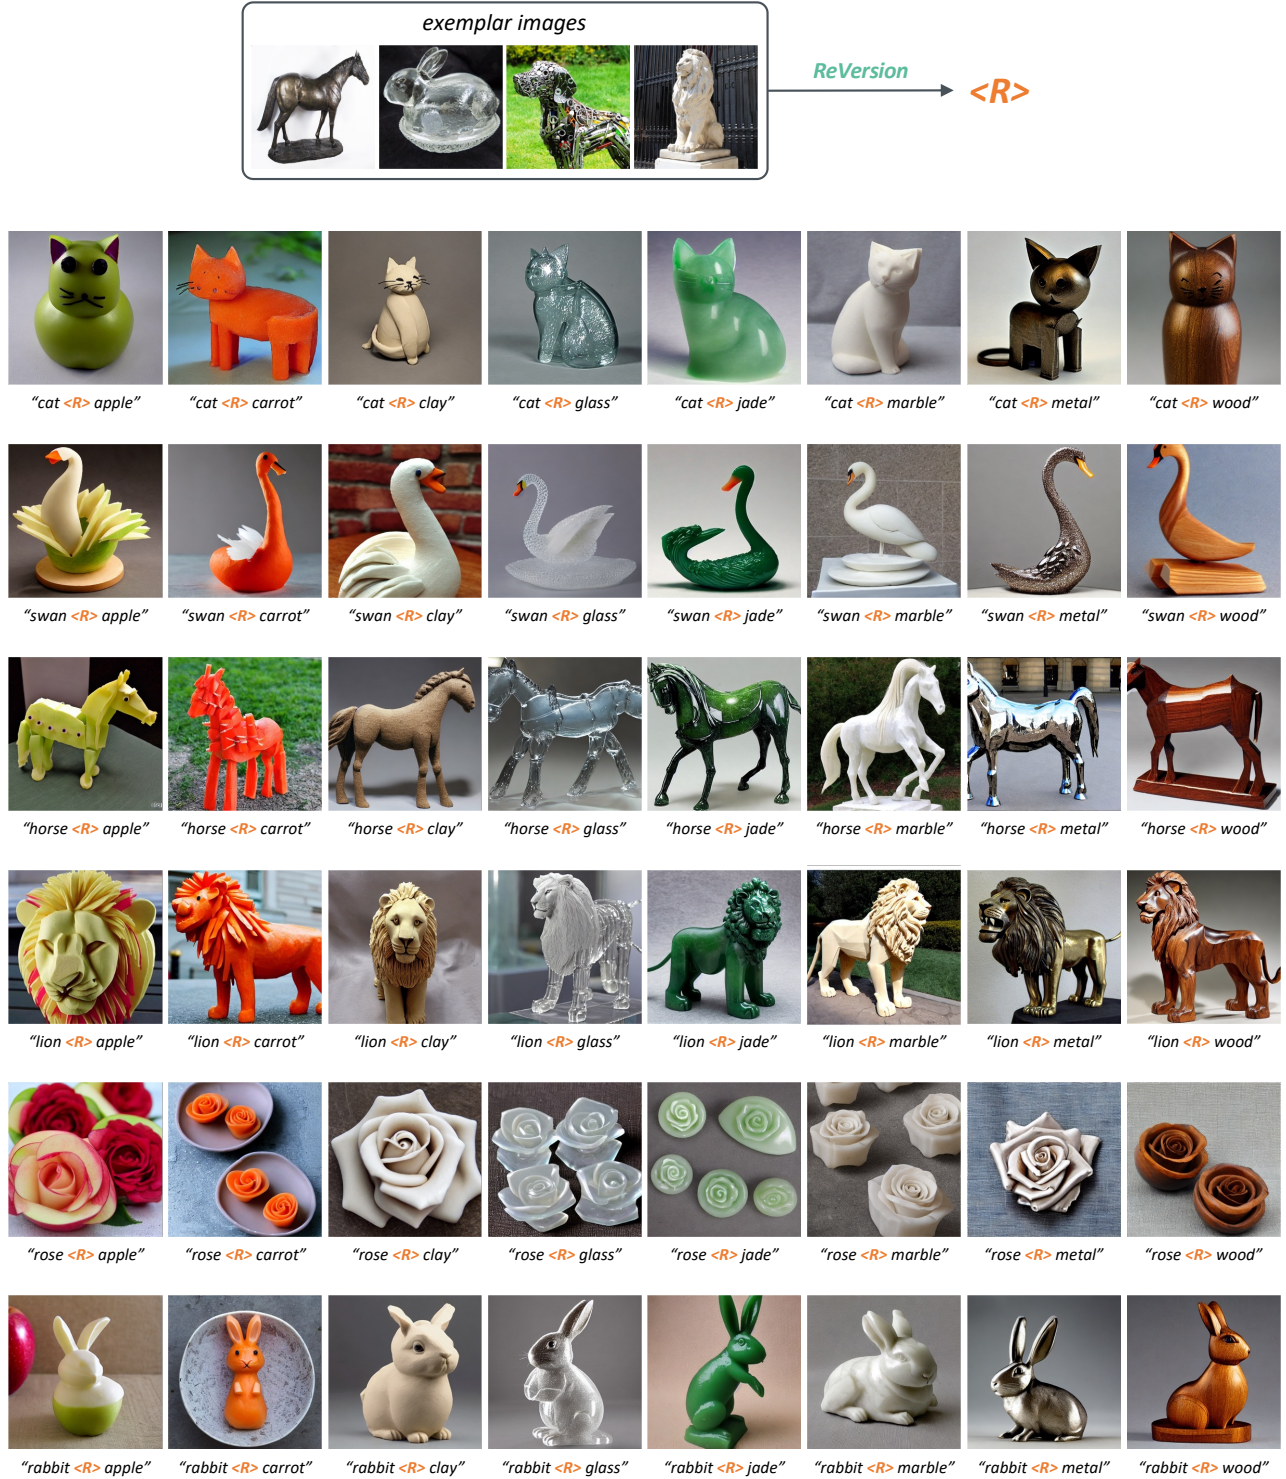 exemplar images
ReVersion
<R>
“cat <R> apple” “cat <R> carrot” “cat <R> clay” “cat <R> glass” “cat <R> jade” “cat <R> marble” “cat <R> metal” “cat <R> wood”
“swan <R> apple” “swan <R> carrot” “swan <R> clay” “swan <R> glass” “swan <R> jade” “swan <R> marble” “swan <R> metal” “swan <R> wood”
“horse <R> apple” “horse <R> carrot” “horse <R> clay” “horse <R> glass” “horse <R> jade” “horse <R> marble” “horse <R> metal” “horse <R> wood”
“lion <R> apple” “lion <R> carrot” “lion <R> clay” “lion <R> glass” “lion <R> jade” “lion <R> marble” “lion <R> metal” “lion <R> wood”
“rose <R> apple” “rose <R> carrot” “rose <R> clay” “rose <R> glass” “rose <R> jade” “rose <R> marble” “rose <R> metal” “rose <R> wood”
“rabbit <R> apple” “rabbit <R> carrot” “rabbit <R> clay” “rabbit <R> glass” “rabbit <R> jade” “rabbit <R> marble” “rabbit <R> metal” “rabbit <R> wood”